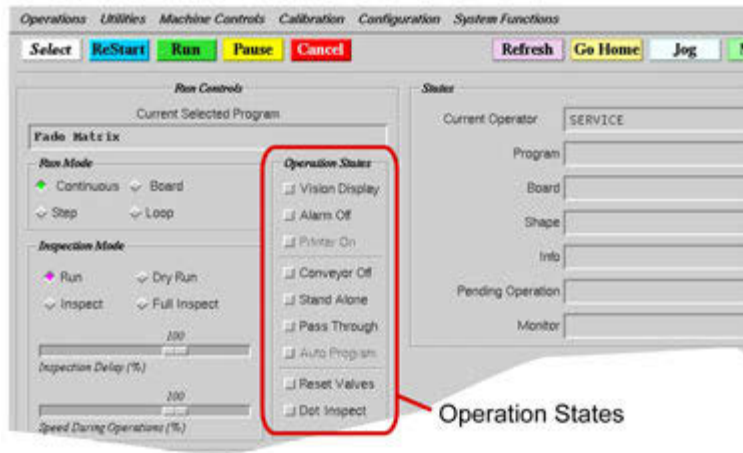 Operations Utilities Machine Controls Calibration Configuration System Functions
Select ReStart Run Pause Cancel Refresh Go Home Jog
Run Controls
Current Selected Program
Fado Matrix
Run Mode
Continuous Board
Step Loop
Inspection Mode
Run Dry Run
Inspect Full Inspect
100
Inspection Delay (%)
100
Speed During Operations (%)
Operation States
Vision Display
Alarm Off
Printer On
Conveyor Off
Stand Alone
Pass Through
Auto Program
Reset Valves
Dot Inspect
Status
Current Operator SERVICE
Program
Board
Shape
Info
Pending Operation
Monitor
Operation States